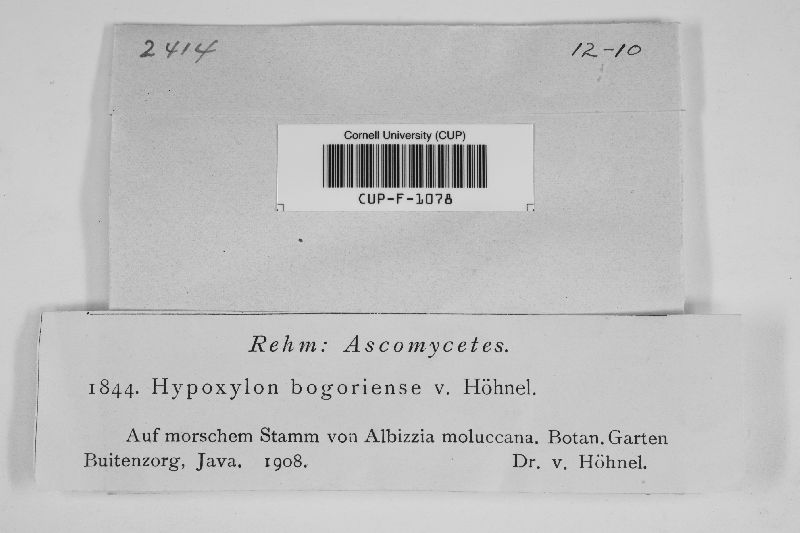 2414 12-10
Cornell University (CUP)
CUP-F-1078
Rehm: Ascomycetes.
1844. Hypoxylon bogoriense v. Höhnel.
Auf morschem Stamm von Albizzia moluccana. Botan. Garten
Buitenzorg, Java. 1908. Dr. v. Höhnel.